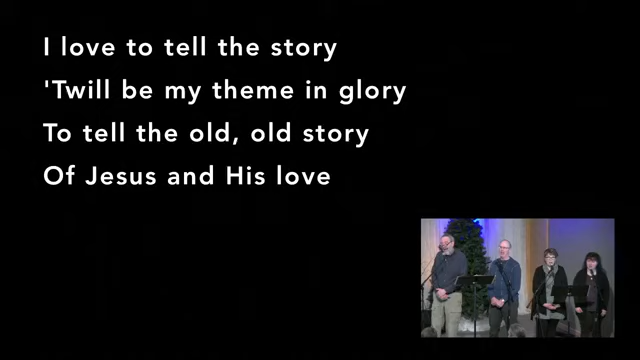 I love to tell the story
'Twill be my theme in glory
To tell the old, old story
Of Jesus and His love